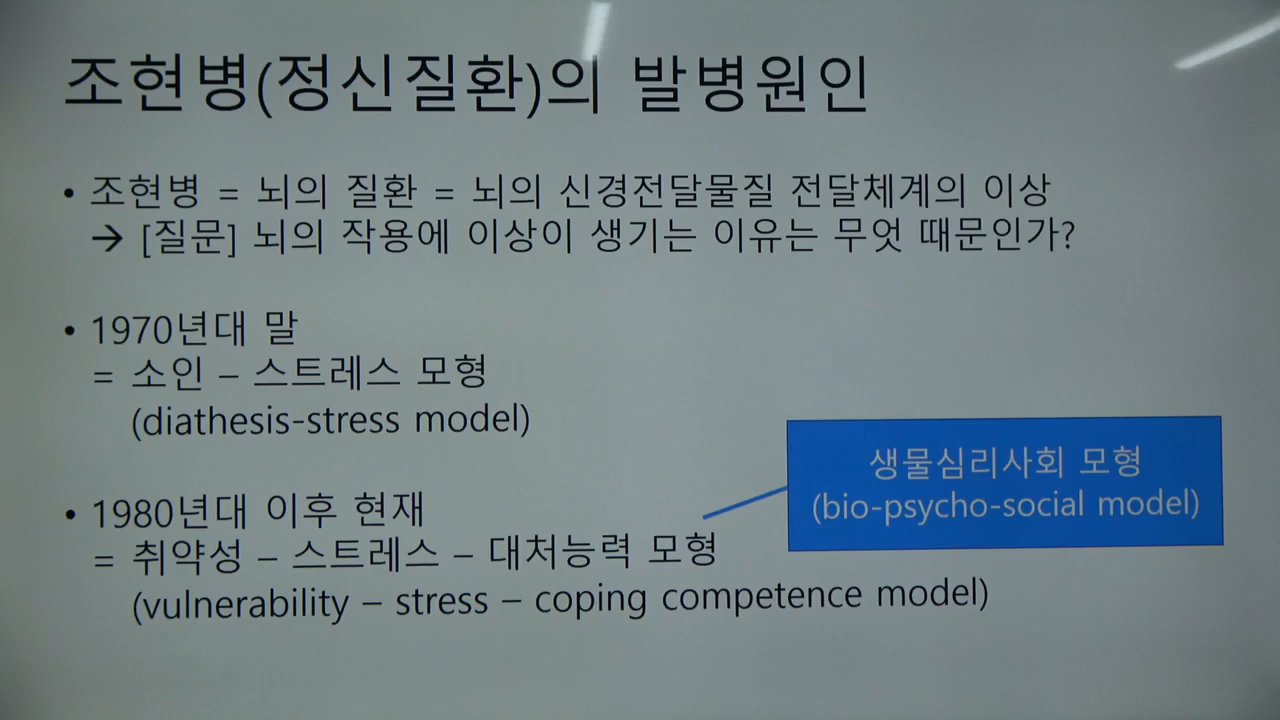 조현병(정신질환)의 발병원인
• 조현병 = 뇌의 질환 = 뇌의 신경전달물질 전달체계의 이상
→ [질문] 뇌의 작용에 이상이 생기는 이유는 무엇 때문인가?
• 1970년대 말
= 소인 – 스트레스 모형
(diathesis-stress model)
생물심리사회 모형
(bio-psycho-social model)
• 1980년대 이후 현재
= 취약성 – 스트레스 – 대처능력 모형
(vulnerability – stress – coping competence model)